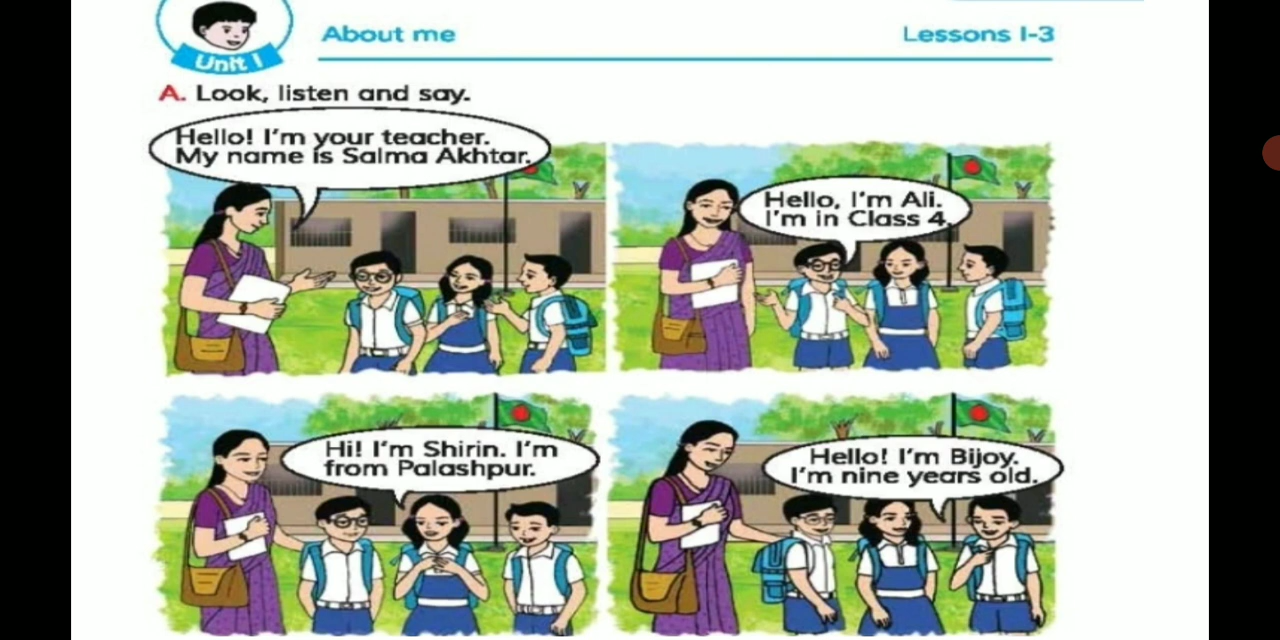 About me
Lessons 1-3
Unit 1
A. Look, listen and say.
Hello! I'm your teacher.
My name is Salma Akhtar.
Hello, I'm Ali.
I'm in Class 4.
Hi! I'm Shirin. I'm
from Palashpur.
Hello! I'm Bijoy.
I'm nine years old.